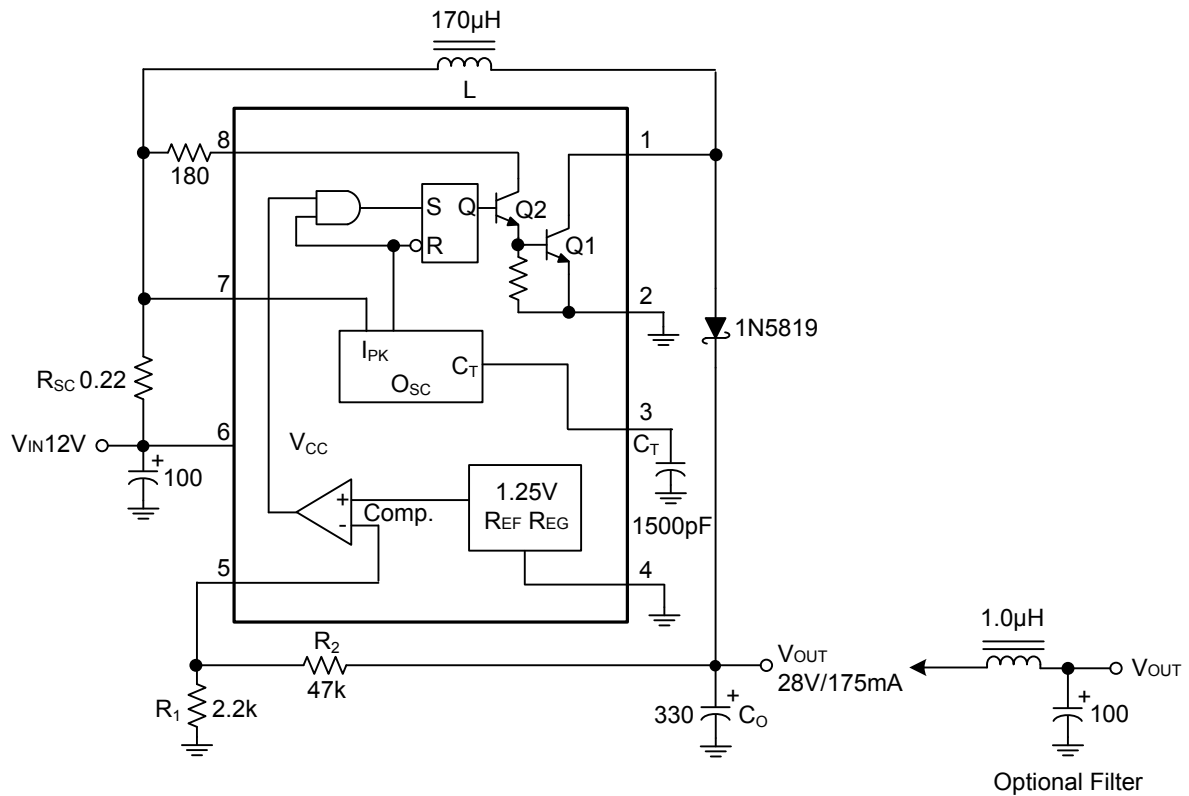 170µH
L
8
1
180
S
Q
Q2
R
Q1
7
2
1N5819
IPK
CT
OSC
RSC 0.22
3
VIN12V
6
VCC
CT
100
1.25V
REF REG
+
-
Comp.
1500pF
5
4
1.0µH
R2
47k
VOUT
28V/175mA
VOUT
R1
2.2k
330
+
CO
+
100
+
Optional Filter